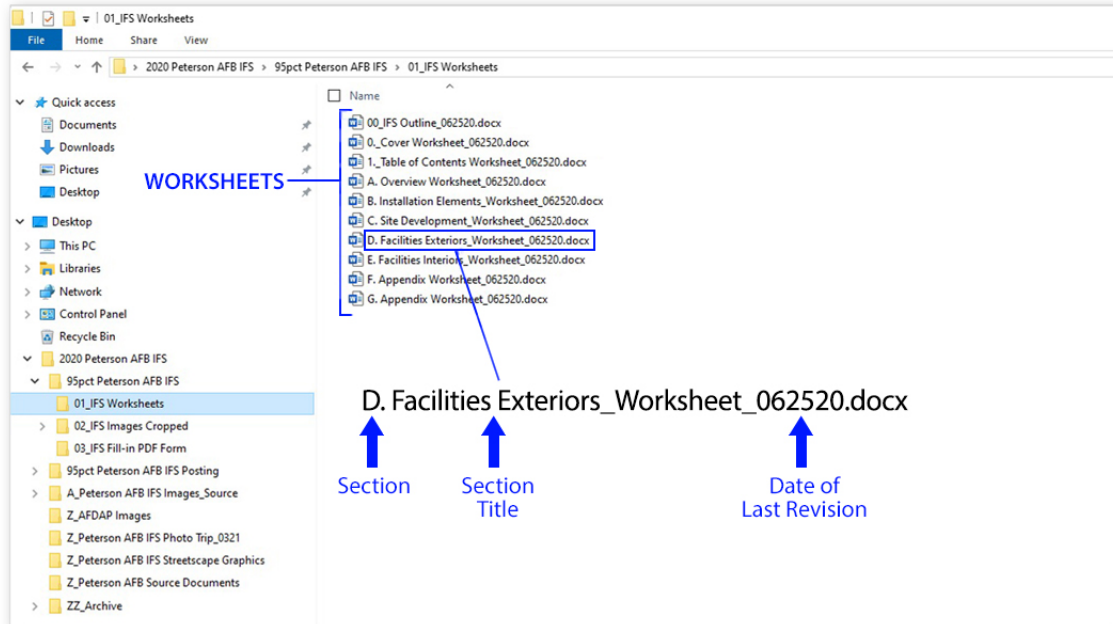 01_IFS Worksheets
File Home Share View
2020 Peterson AFB IFS > 95pct Peterson AFB IFS > 01_IFS Worksheets
Quick access
Documents
Downloads
Pictures
Desktop
Desktop
This PC
Libraries
Network
Control Panel
Recycle Bin
2020 Peterson AFB IFS
95pct Peterson AFB IFS
01_IFS Worksheets
02_IFS Images Cropped
03_IFS Fill-in PDF Form
95pct Peterson AFB IFS Posting
A_Peterson AFB IFS Images_Source
Z_AFDAP Images
Z_Peterson AFB IFS Photo Trip_0321
Z_Peterson AFB IFS Streetscape Graphics
Z_Peterson AFB Source Documents
ZZ_Archive
WORKSHEETS
Name
00_IFS Outline_062520.docx
0._Cover Worksheet_062520.docx
1._Table of Contents Worksheet_062520.docx
A. Overview Worksheet_062520.docx
B. Installation Elements_Worksheet_062520.docx
C. Site Development_Worksheet_062520.docx
D. Facilities Exteriors_Worksheet_062520.docx
E. Facilities Interiors_Worksheet_062520.docx
F. Appendix Worksheet_062520.docx
G. Appendix Worksheet_062520.docx
D. Facilities Exteriors_Worksheet_062520.docx
Section
Section
Title
Date of
Last Revision